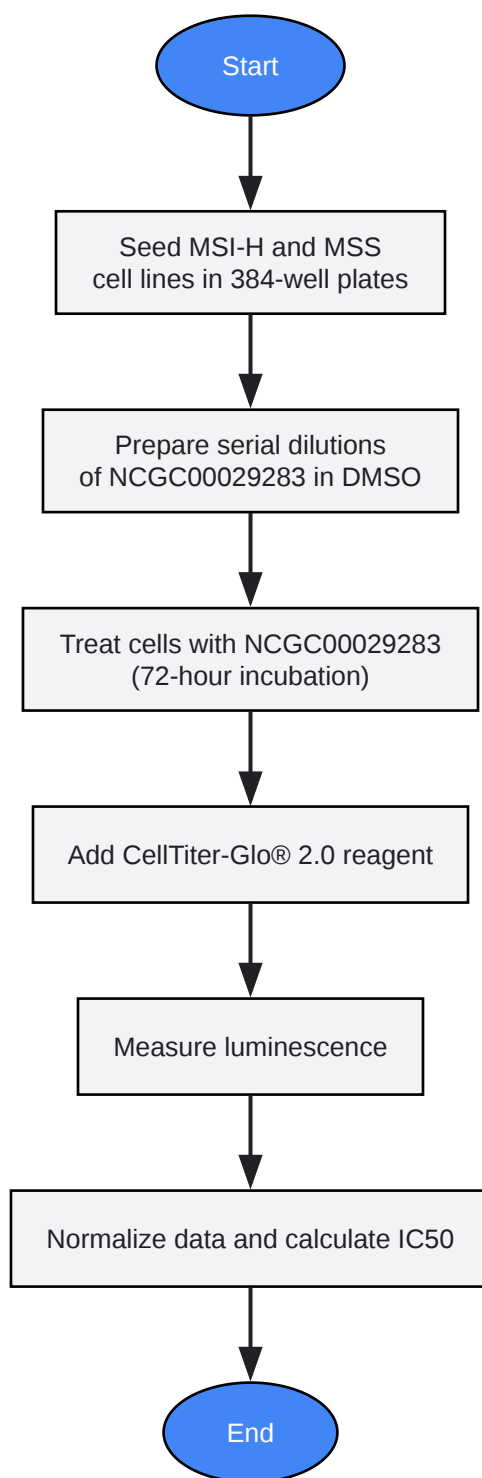 Start
Seed MSI-H and MSS
cell lines in 384-well plates
Prepare serial dilutions
of NCGC00029283 in DMSO
Treat cells with NCGC00029283
(72-hour incubation)
Add CellTiter-Glo® 2.0 reagent
Measure luminescence
Normalize data and calculate IC50
End